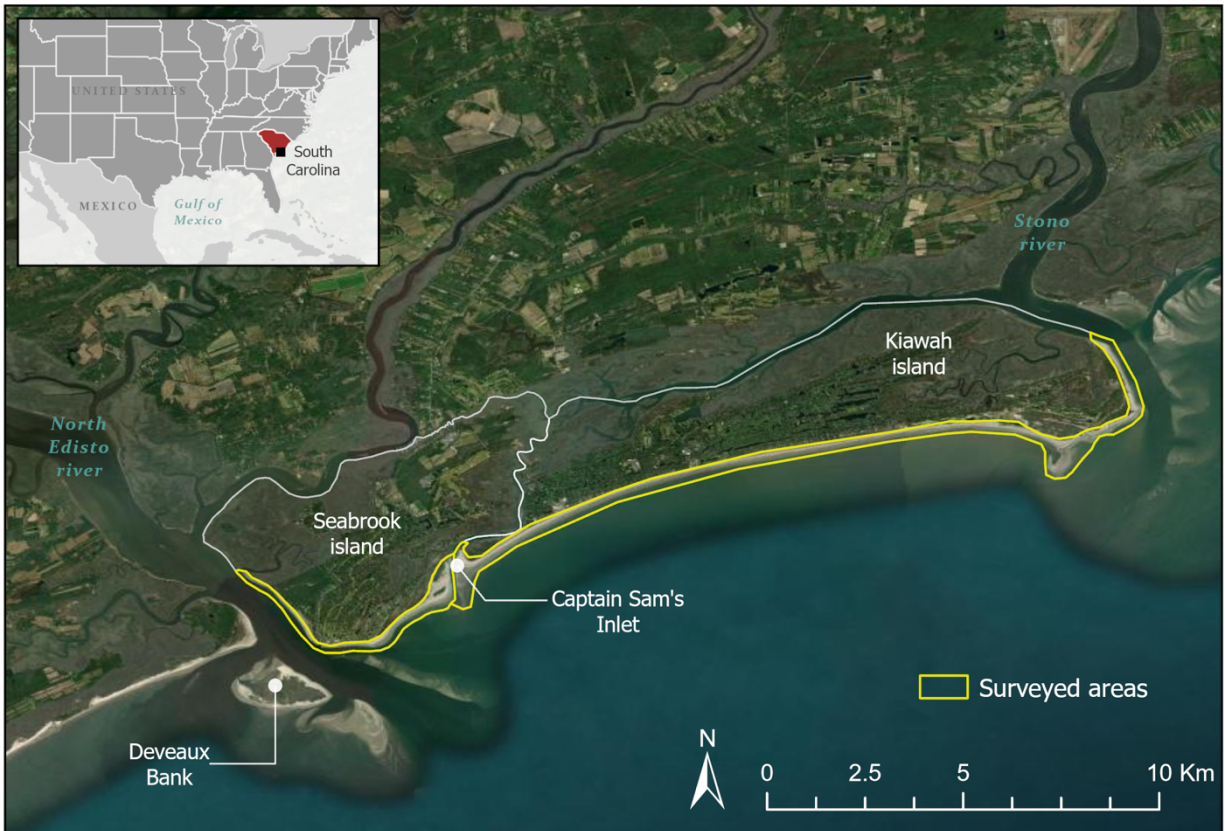 UNITED STATES
South
Carolina
MEXICO
Gulf of
Mexico
Stono
river
Kiawah
island
North
Edisto
river
Seabrook
island
Captain Sam's
Inlet
Surveyed areas
Deveaux
Bank
N
0 2.5 5 10 Km